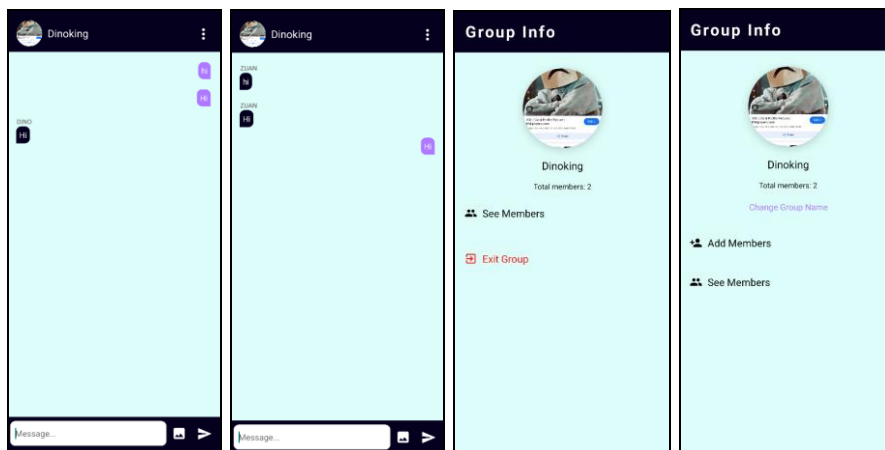 Dinoking
hi
Hi
DINO
Hi
Message...
Dinoking
ZUAN
hi
ZUAN
Hi
Hi
Message...
Group Info
Dinoking
Total members: 2
See Members
Exit Group
Group Info
Dinoking
Total members: 2
Change Group Name
Add Members
See Members